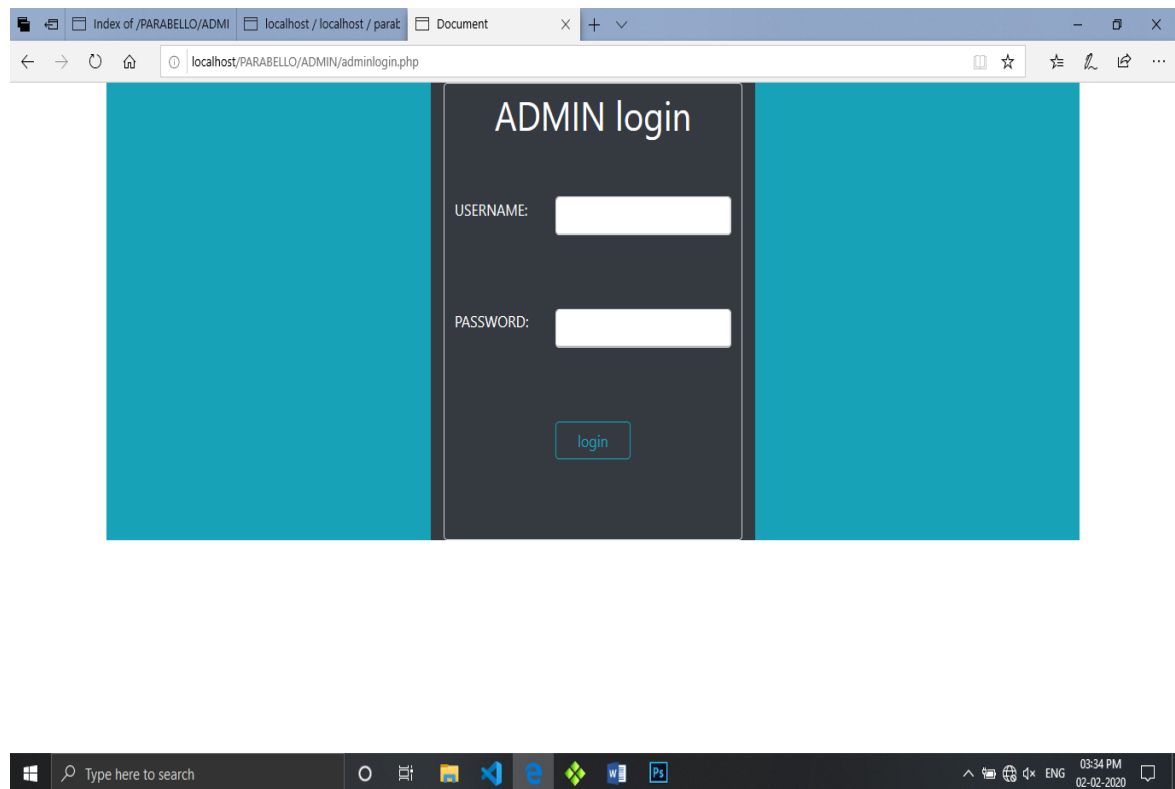 Index of /PARABELLO/ADMI
localhost / localhost / parab
Document
localhost/PARABELLO/ADMIN/adminlogin.php
ADMIN login
USERNAME:
PASSWORD:
login
Type here to search
W
Ps
ENG
03:34 PM
02-02-2020